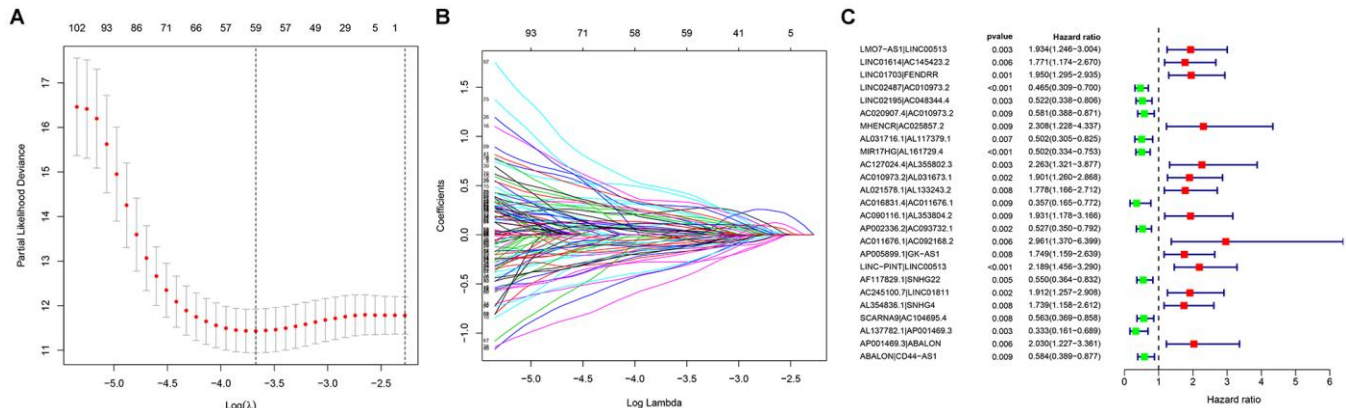 A
102 93 86 71 66 57 59 57 49 29 5 1
Partial Likelihood Deviance
17
16
15
14
13
12
11
-5.0 -4.5 -4.0 -3.5 -3.0 -2.5
Log(λ)
B
93 71 58 59 41 5
Coefficients
1.5
1.0
0.5
0.0
-0.5
-1.0
-5.0 -4.5 -4.0 -3.5 -3.0 -2.5
Log Lambda
C
pvalue Hazard ratio
LMO7-AS1|LINC00513 0.003 1.934(1.246-3.004)
LINC01614|AC145423.2 0.006 1.771(1.174-2.670)
LINC01703|FENDRR 0.001 1.950(1.295-2.935)
LINC02487|AC010973.2 <0.001 0.465(0.309-0.700)
LINC02195|AC048344.4 0.003 0.522(0.338-0.806)
AC020907.4|AC010973.2 0.009 0.581(0.388-0.871)
MHENCR|AC025857.2 0.009 2.308(1.228-4.337)
AL031716.1|AL117379.1 0.007 0.502(0.305-0.825)
MIR17HG|AL161729.4 <0.001 0.502(0.334-0.753)
AC127024.4|AL355802.3 0.003 2.263(1.321-3.877)
AC010973.2|AL031673.1 0.002 1.901(1.260-2.868)
AL021578.1|AL133243.2 0.008 1.778(1.166-2.712)
AC016831.4|AC011676.1 0.009 0.357(0.165-0.772)
AC090116.1|AL353804.2 0.009 1.931(1.178-3.166)
AP002336.2|AC093732.1 0.002 0.527(0.350-0.792)
AC011676.1|AC092168.2 0.006 2.961(1.370-6.399)
AP005899.1|GK-AS1 0.008 1.749(1.159-2.639)
LINC-PINT|LINC00513 <0.001 2.189(1.456-3.290)
AF117829.1|SNHG22 0.005 0.550(0.364-0.832)
AC245100.7|LINC01811 0.002 1.912(1.257-2.908)
AL354836.1|SNHG4 0.008 1.739(1.158-2.612)
SCARNA9|AC104695.4 0.008 0.563(0.369-0.858)
AL137782.1|AP001469.3 0.003 0.333(0.161-0.689)
AP001469.3|ABALON 0.006 2.030(1.227-3.361)
ABALON|CD44-AS1 0.009 0.584(0.389-0.877)
0 1 2 3 4 5 6
Hazard ratio